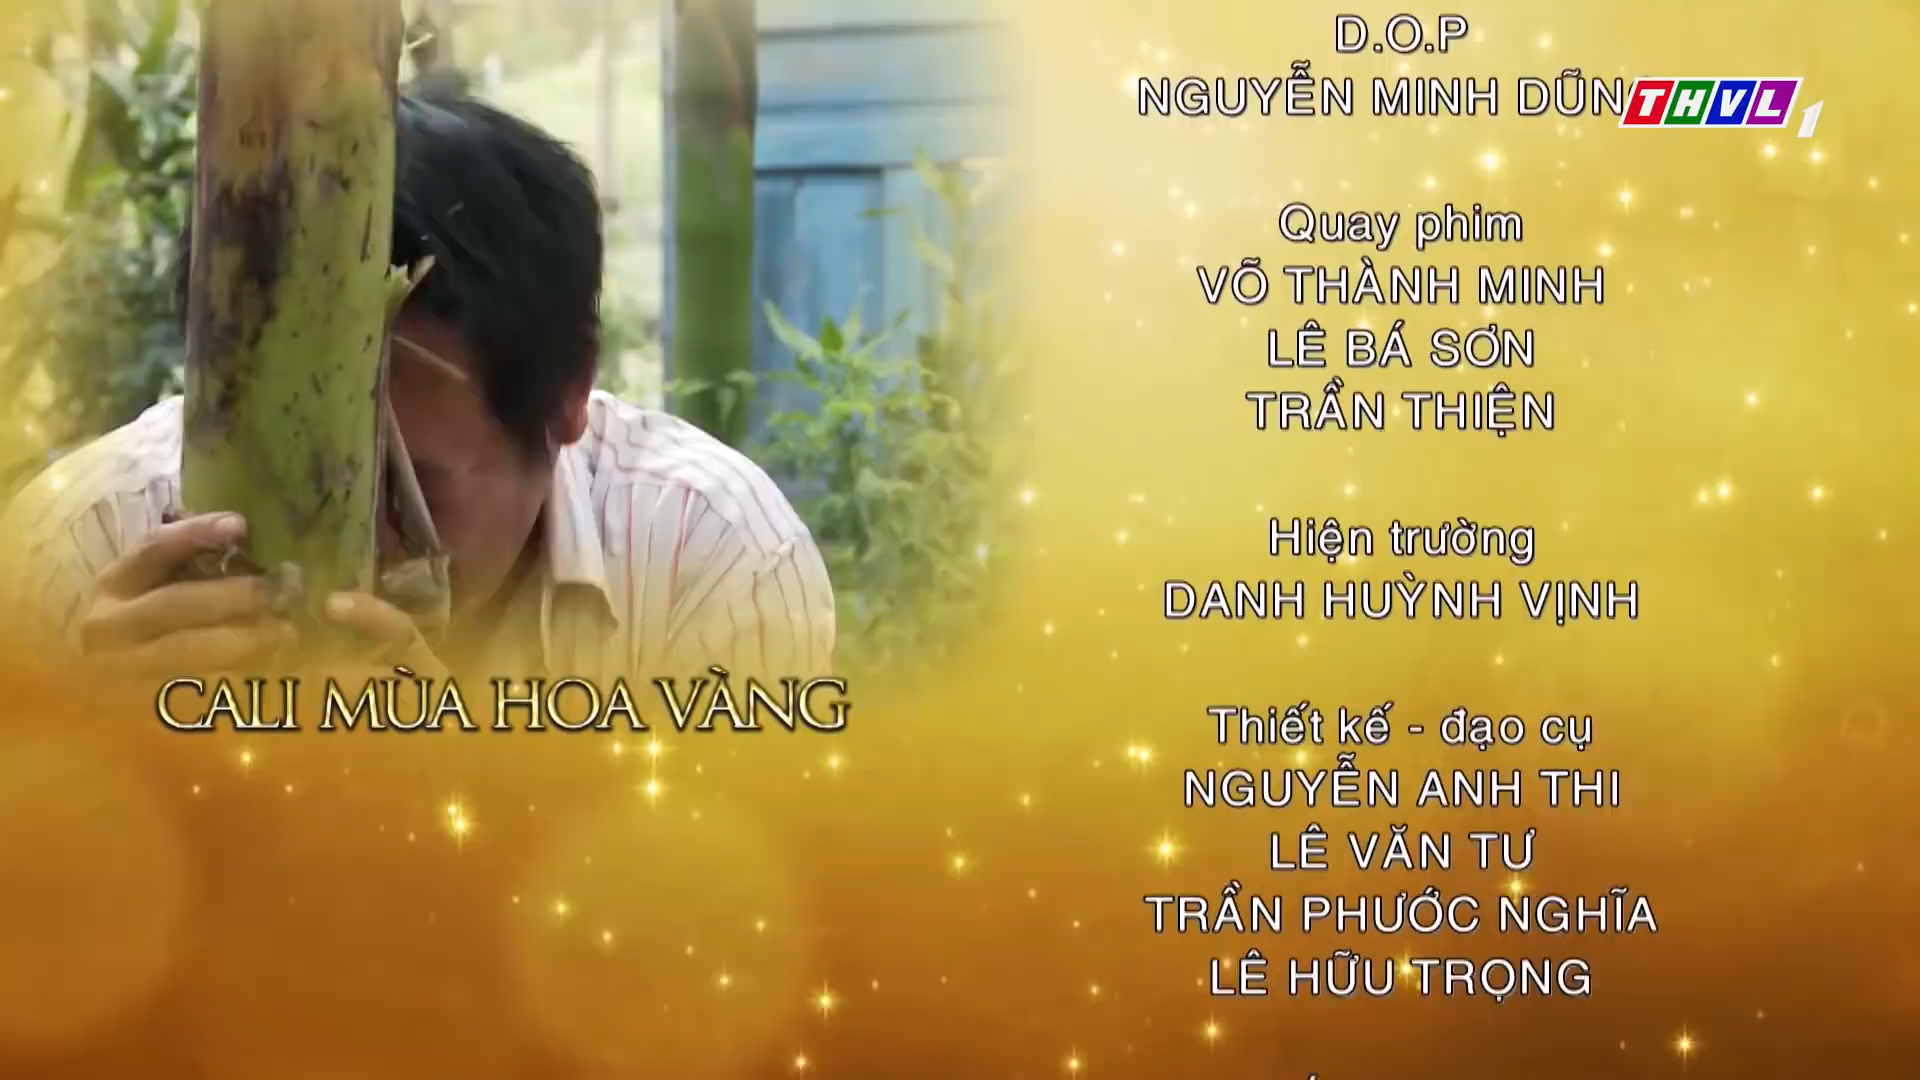 D.O.P
NGUYỄN MINH DŨN
THVL 1
Quay phim
VÕ THÀNH MINH
LÊ BÁ SƠN
TRẦN THIỆN
Hiện trường
DANH HUỲNH VỊNH
Thiết kế - đạo cụ
NGUYỄN ANH THI
LÊ VĂN TƯ
TRẦN PHƯỚC NGHĨA
LÊ HỮU TRỌNG
CALI MÙA HOA VÀNG